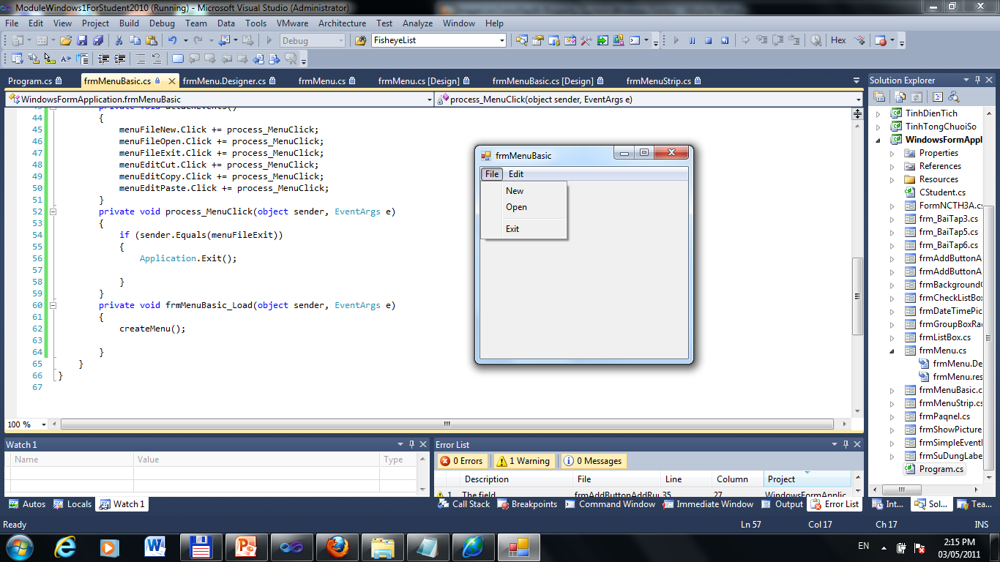 ModuleWindows1ForStudent2010 (Running) - Microsoft Visual Studio (Administrator)
File Edit View Project Build Debug Team Data Tools VMware Architecture Test Analyze Window Help
Debug FisheyeList Hex
Program.cs frmMenuBasic.cs frmMenu.Designer.cs frmMenu.cs frmMenu.cs [Design] frmMenuBasic.cs [Design] frmMenuStrip.cs
WindowsFormApplication.frmMenuBasic process_MenuClick(object sender, EventArgs e)
43 private void attachEvents()
44 {
45 menuFileNew.Click += process_MenuClick;
46 menuFileOpen.Click += process_MenuClick;
47 menuFileExit.Click += process_MenuClick;
48 menuEditCut.Click += process_MenuClick;
49 menuEditCopy.Click += process_MenuClick;
50 menuEditPaste.Click += process_MenuClick;
51 }
52 private void process_MenuClick(object sender, EventArgs e)
53 {
54 if (sender.Equals(menuFileExit))
55 {
56 Application.Exit();
57
58 }
59 }
60 private void frmMenuBasic_Load(object sender, EventArgs e)
61 {
62 createMenu();
63
64 }
65 }
66 }
67
100 %
frmMenuBasic
File Edit
New
Open
Exit
Solution Explorer
TinhDienTich
TinhTongChuoiSo
WindowsFormAppl
Properties
References
Resources
CStudent.cs
FormNCTH3A.cs
frm_BaiTap3.cs
frm_BaiTap5.cs
frm_BaiTap6.cs
frmAddButtonA
frmAddButtonA
frmBackgroundC
frmCheckListBox
frmDateTimePic
frmGroupBoxRad
frmListBox.cs
frmMenu.cs
frmMenu.De
frmMenu.res
frmMenuBasic.c
frmMenuStrip.cs
frmPaqnel.cs
frmShowPicture
frmSimpleEventI
frmSuDungLabe
Program.cs
Watch 1
Name Value Type
Error List
0 Errors 1 Warning 0 Messages
Description File Line Column Project
1 The field frmAddButtonAddRu 35 27 WindowsFormApplic
Autos Locals Watch 1
Call Stack Breakpoints Command Window Immediate Window Output Error List
Int... Sol... Tea...
Ready Ln 57 Col 17 Ch 17 INS
EN
2:15 PM
03/05/2011